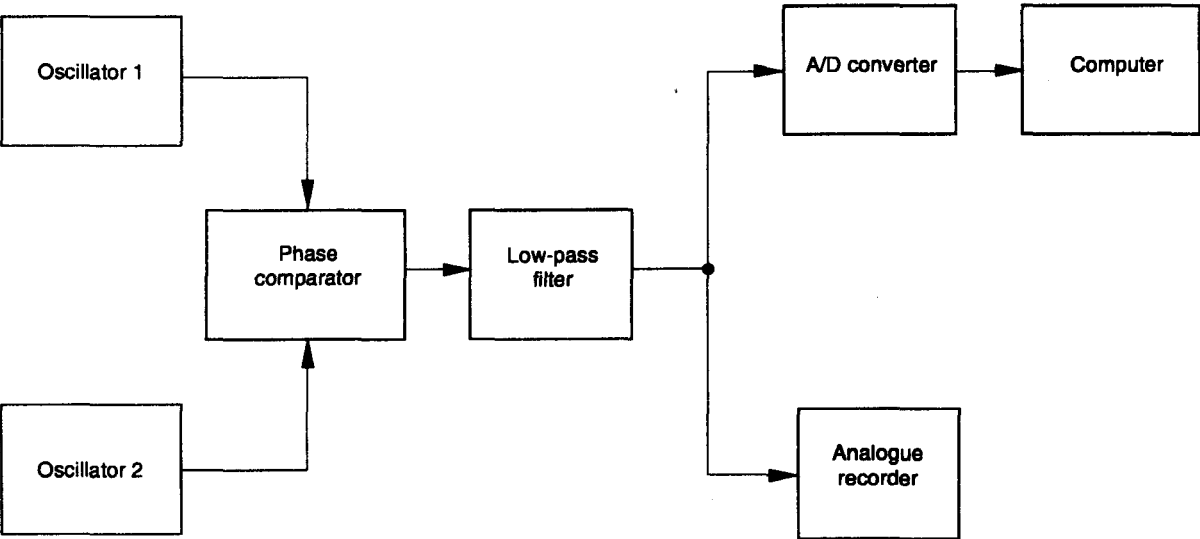 Oscillator 1
A/D converter
Computer
Phase
comparator
Low-pass
filter
Oscillator 2
Analogue
recorder